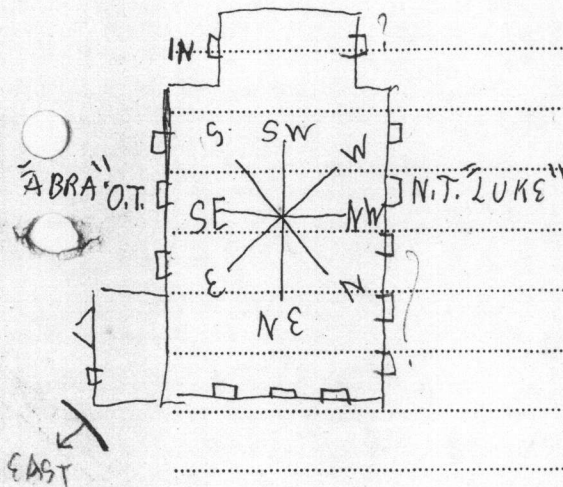 IN ?
S SW W
"ABRA" O.T. N.T. "LUKE"
SE NW
E N
NE
?
EAST